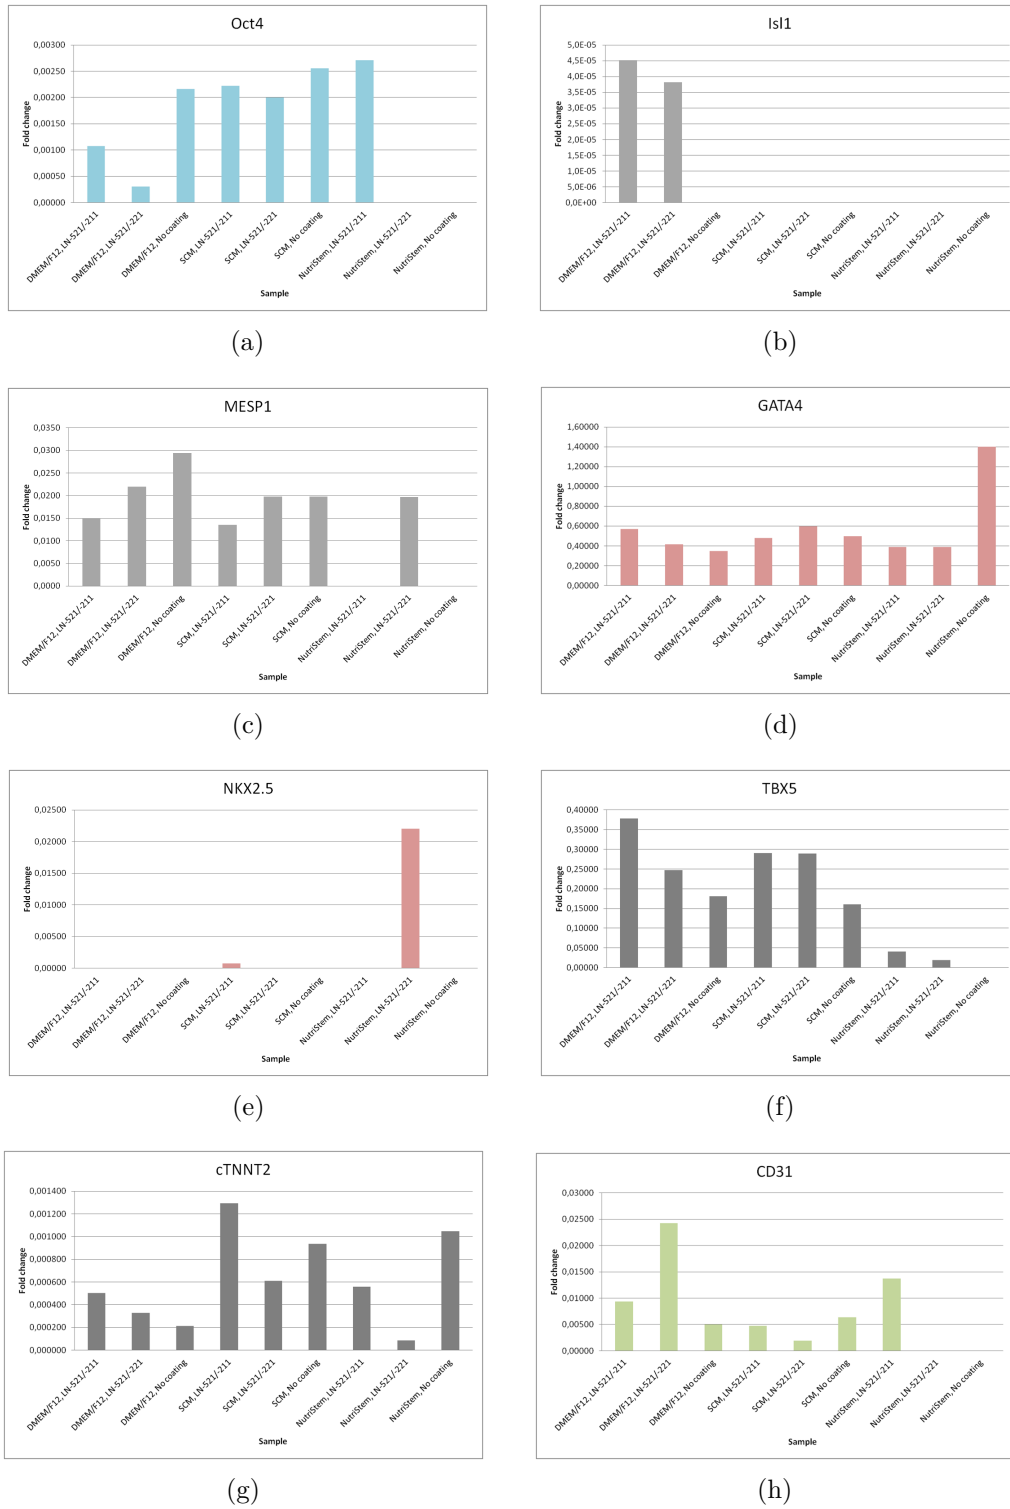 Oct4
Fold change
0,00300
0,00250
0,00200
0,00150
0,00100
0,00050
0,00000
DMEM/F12, LN-521/-211
DMEM/F12, LN-521/-221
DMEM/F12, No coating
SCM, LN-521/-211
SCM, LN-521/-221
SCM, No coating
NutriStem, LN-521/-211
NutriStem, LN-521/-221
NutriStem, No coating
Sample
(a)
Isl1
Fold change
5,0E-05
4,5E-05
4,0E-05
3,5E-05
3,0E-05
2,5E-05
2,0E-05
1,5E-05
1,0E-05
5,0E-06
0,0E+00
DMEM/F12, LN-521/-211
DMEM/F12, LN-521/-221
DMEM/F12, No coating
SCM, LN-521/-211
SCM, LN-521/-221
SCM, No coating
NutriStem, LN-521/-211
NutriStem, LN-521/-221
NutriStem, No coating
Sample
(b)
MESP1
Fold change
0,0350
0,0300
0,0250
0,0200
0,0150
0,0100
0,0050
0,0000
DMEM/F12, LN-521/-211
DMEM/F12, LN-521/-221
DMEM/F12, No coating
SCM, LN-521/-211
SCM, LN-521/-221
SCM, No coating
NutriStem, LN-521/-211
NutriStem, LN-521/-221
NutriStem, No coating
Sample
(c)
GATA4
Fold change
1,60000
1,40000
1,20000
1,00000
0,80000
0,60000
0,40000
0,20000
0,00000
DMEM/F12, LN-521/-211
DMEM/F12, LN-521/-221
DMEM/F12, No coating
SCM, LN-521/-211
SCM, LN-521/-221
SCM, No coating
NutriStem, LN-521/-211
NutriStem, LN-521/-221
NutriStem, No coating
Sample
(d)
NKX2.5
Fold change
0,02500
0,02000
0,01500
0,01000
0,00500
0,00000
DMEM/F12, LN-521/-211
DMEM/F12, LN-521/-221
DMEM/F12, No coating
SCM, LN-521/-211
SCM, LN-521/-221
SCM, No coating
NutriStem, LN-521/-211
NutriStem, LN-521/-221
NutriStem, No coating
Sample
(e)
TBX5
Fold change
0,40000
0,35000
0,30000
0,25000
0,20000
0,15000
0,10000
0,05000
0,00000
DMEM/F12, LN-521/-211
DMEM/F12, LN-521/-221
DMEM/F12, No coating
SCM, LN-521/-211
SCM, LN-521/-221
SCM, No coating
NutriStem, LN-521/-211
NutriStem, LN-521/-221
NutriStem, No coating
Sample
(f)
cTNNT2
Fold change
0,001400
0,001200
0,001000
0,000800
0,000600
0,000400
0,000200
0,000000
DMEM/F12, LN-521/-211
DMEM/F12, LN-521/-221
DMEM/F12, No coating
SCM, LN-521/-211
SCM, LN-521/-221
SCM, No coating
NutriStem, LN-521/-211
NutriStem, LN-521/-221
NutriStem, No coating
Sample
(g)
CD31
Fold change
0,03000
0,02500
0,02000
0,01500
0,01000
0,00500
0,00000
DMEM/F12, LN-521/-211
DMEM/F12, LN-521/-221
DMEM/F12, No coating
SCM, LN-521/-211
SCM, LN-521/-221
SCM, No coating
NutriStem, LN-521/-211
NutriStem, LN-521/-221
NutriStem, No coating
Sample
(h)